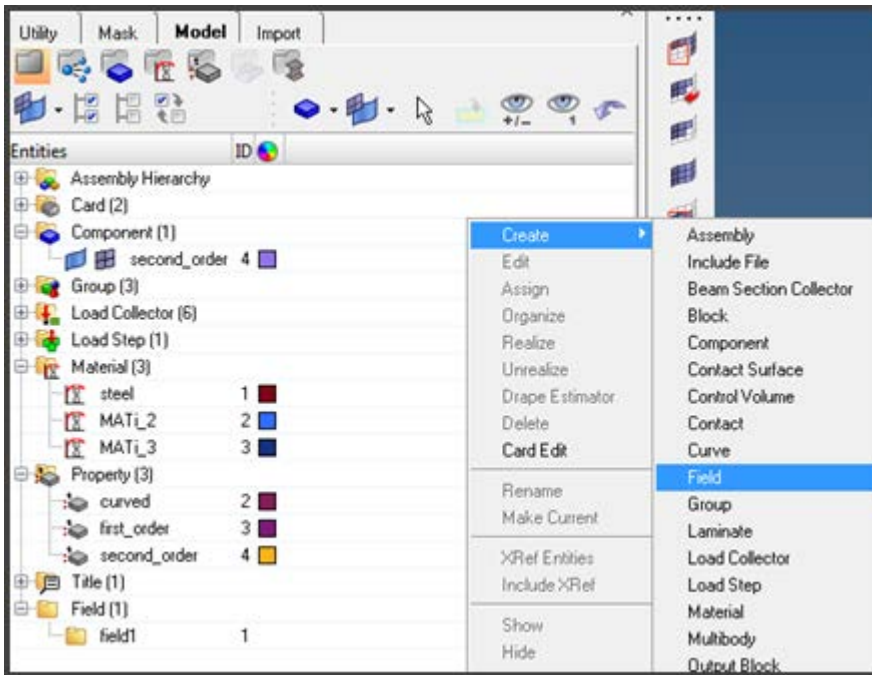 Utility Mask Model Import
+/- 1
Entities ID
Assembly Hierarchy
Card (2)
Component (1)
second_order 4
Group (3)
Load Collector (6)
Load Step (1)
Material (3)
steel 1
MATi_2 2
MATi_3 3
Property (3)
curved 2
first_order 3
second_order 4
Title (1)
Field (1)
field1 1
Create
Edit
Assign
Organize
Realize
Unrealize
Drape Estimator
Delete
Card Edit
Rename
Make Current
XRef Entities
Include XRef
Show
Hide
Assembly
Include File
Beam Section Collector
Block
Component
Contact Surface
Control Volume
Contact
Curve
Field
Group
Laminate
Load Collector
Load Step
Material
Multibody
Output Block